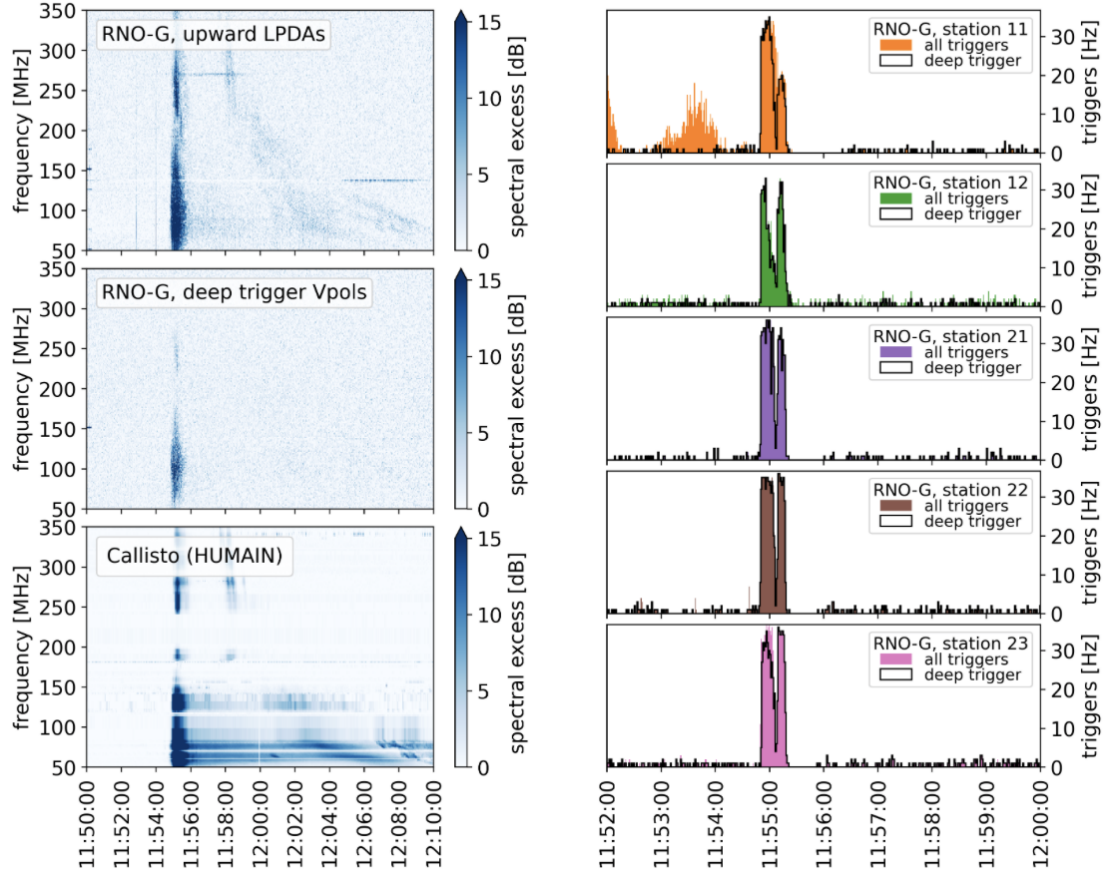 RNO-G, upward LPDAs
frequency [MHz]
350
300
250
200
150
100
50
15
10
5
0
spectral excess [dB]
RNO-G, deep trigger Vpols
frequency [MHz]
350
300
250
200
150
100
50
15
10
5
0
spectral excess [dB]
Callisto (HUMAIN)
frequency [MHz]
350
300
250
200
150
100
50
15
10
5
0
spectral excess [dB]
11:50:00
11:52:00
11:54:00
11:56:00
11:58:00
12:00:00
12:02:00
12:04:00
12:06:00
12:08:00
12:10:00
RNO-G, station 11
all triggers
deep trigger
30
20
10
0
triggers [Hz]
RNO-G, station 12
all triggers
deep trigger
30
20
10
0
triggers [Hz]
RNO-G, station 21
all triggers
deep trigger
30
20
10
0
triggers [Hz]
RNO-G, station 22
all triggers
deep trigger
30
20
10
0
triggers [Hz]
RNO-G, station 23
all triggers
deep trigger
30
20
10
0
triggers [Hz]
11:52:00
11:53:00
11:54:00
11:55:00
11:56:00
11:57:00
11:58:00
11:59:00
12:00:00